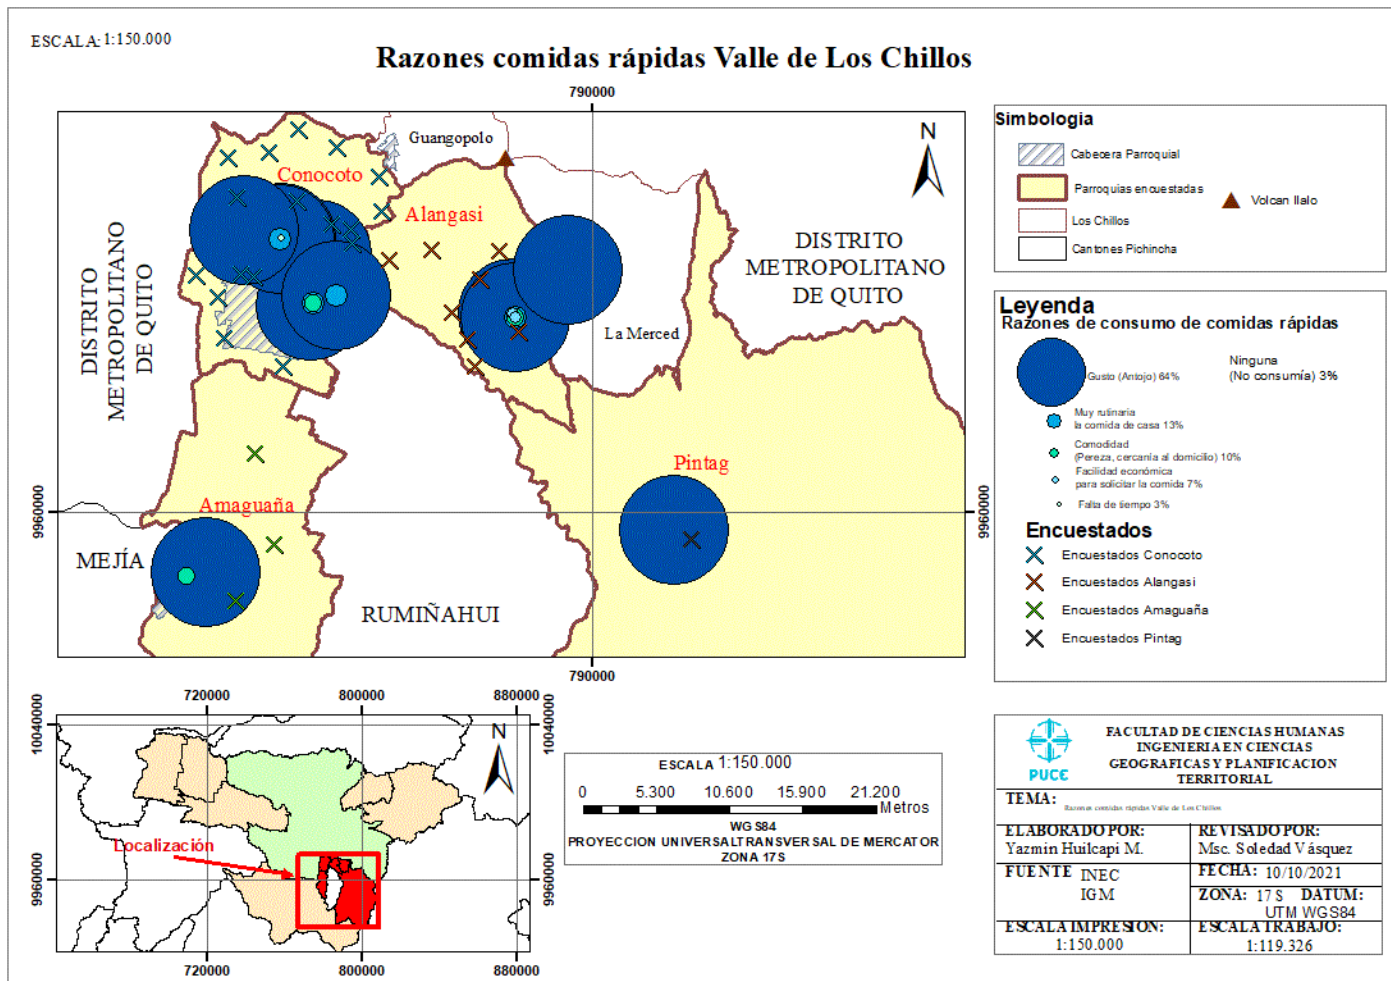 ESCALA: 1:150.000
Razones comidas rápidas Valle de Los Chillos
790000
Guangopolo
N
Conocoto
Alangasi
DISTRITO
METROPOLITANO
DE QUITO
DISTRITO
METROPOLITANO
DE QUITO
La Merced
Pintag
Amaguaña
9960000
9960000
MEJÍA
RUMIÑAHUI
790000
Simbologia
Cabecera Parroquial
Parroquias encuestadas
Volcan Ilalo
Los Chillos
Cantones Pichincha
Leyenda
Razones de consumo de comidas rápidas
Gusto (Antojo) 64%
Ninguna
(No consumía) 3%
Muy rutinaria
la comida de casa 13%
Comodidad
(Pereza, cercanía al domicilio) 10%
Facilidad económica
para solicitar la comida 7%
Falta de tiempo 3%
Encuestados
Encuestados Conocoto
Encuestados Alangasi
Encuestados Amaguaña
Encuestados Pintag
720000
800000
880000
10040000
10040000
N
Localización
9960000
9960000
720000
800000
880000
ESCALA 1:150.000
0 5.300 10.600 15.900 21.200
Metros
WGS84
PROYECCION UNIVERSALTRANSVERSAL DE MERCATOR
ZONA 17S
PUCE
FACULTAD DE CIENCIAS HUMANAS
INGENIERIA EN CIENCIAS
GEOGRAFICAS Y PLANIFICACION
TERRITORIAL
TEMA:
Razones comidas rápidas Valle de Los Chillos
ELABORADO POR:
Yazmin Huilcapi M.
REVISADO POR:
Msc. Soledad Vásquez
FUENTE INEC
IGM
FECHA: 10/10/2021
ZONA: 17 S DATUM:
UTM WGS84
ESCALA IMPRESION:
1:150.000
ESCALA TRABAJO:
1:119.326